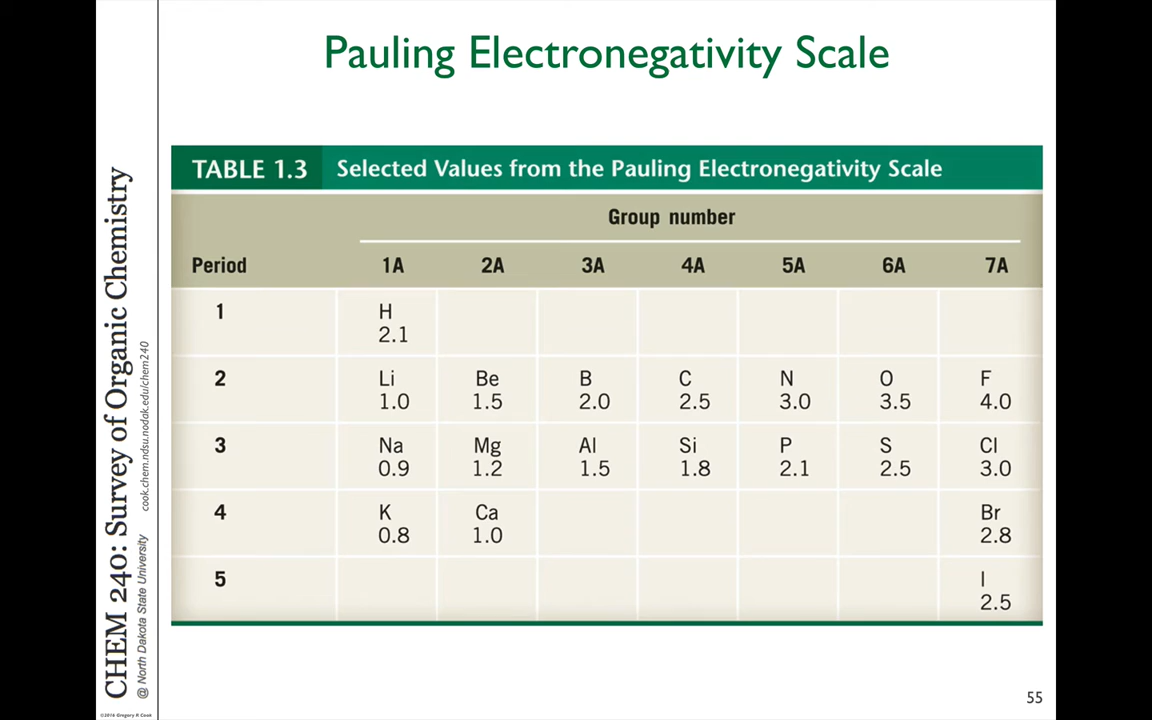 Pauling Electronegativity Scale
TABLE 1.3 Selected Values from the Pauling Electronegativity Scale
Group number
Period 1A 2A 3A 4A 5A 6A 7A
1 H
2.1
2 Li Be B C N O F
1.0 1.5 2.0 2.5 3.0 3.5 4.0
3 Na Mg Al Si P S Cl
0.9 1.2 1.5 1.8 2.1 2.5 3.0
4 K Ca Br
0.8 1.0 2.8
5 I
2.5
CHEM 240: Survey of Organic Chemistry
@ North Dakota State University cook.chem.ndsu.nodak.edu/chem240
©2016 Gregory R. Cook
55